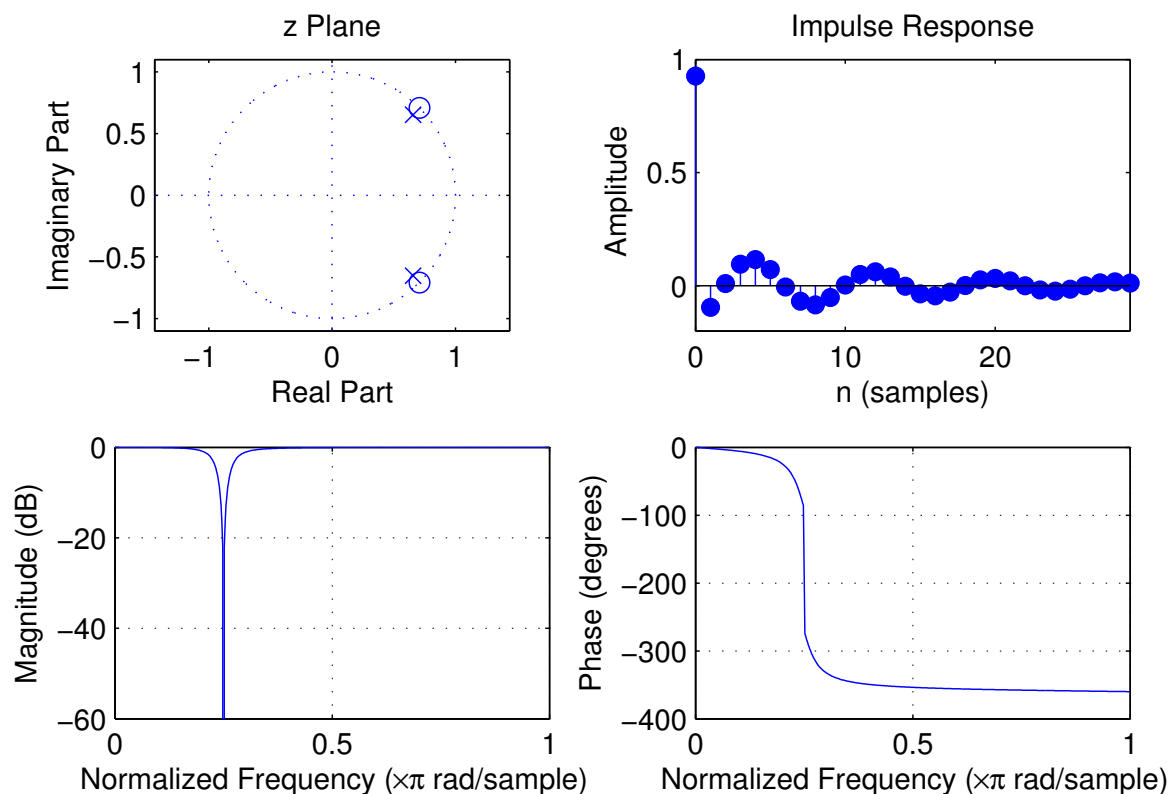 z Plane
Imaginary Part
1
0.5
0
−0.5
−1
−1 0 1
Real Part
Impulse Response
Amplitude
1
0.5
0
0 10 20
n (samples)
Magnitude (dB)
0
−20
−40
−60
0 0.5 1
Normalized Frequency (×π rad/sample)
Phase (degrees)
0
−100
−200
−300
−400
0 0.5 1
Normalized Frequency (×π rad/sample)